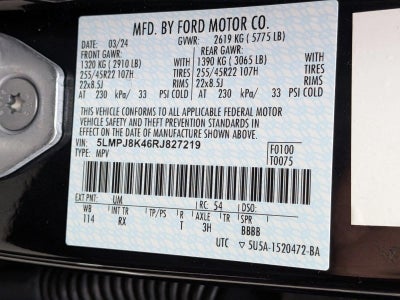 MFD. BY FORD MOTOR CO.
DATE: 03/24 GVWR: 2619 KG ( 5775 LB)
FRONT GAWR: REAR GAWR:
1320 KG ( 2910 LB) 1390 KG ( 3065 LB)
255/45R22 107H TIRES 255/45R22 107H TIRES
22x8.5J RIMS 22x8.5J RIMS
AT 230 kPa/ 33 PSI COLD AT 230 kPa/ 33 PSI COLD
THIS VEHICLE CONFORMS TO ALL APPLICABLE FEDERAL MOTOR
VEHICLE SAFETY AND THEFT PREVENTION STANDARDS IN
EFFECT ON THE DATE OF MANUFACTURE SHOWN ABOVE.
VIN: 5LMPJ8K46RJ827219 F0100
TYPE: MPV T0075
EXT PNT: UM RC: 54 DSO:
WB INT TR TP/PS R AXLE TR SPR
114 RX T 3H BBBB
UTC ▽ 5U5A-1520472-BA